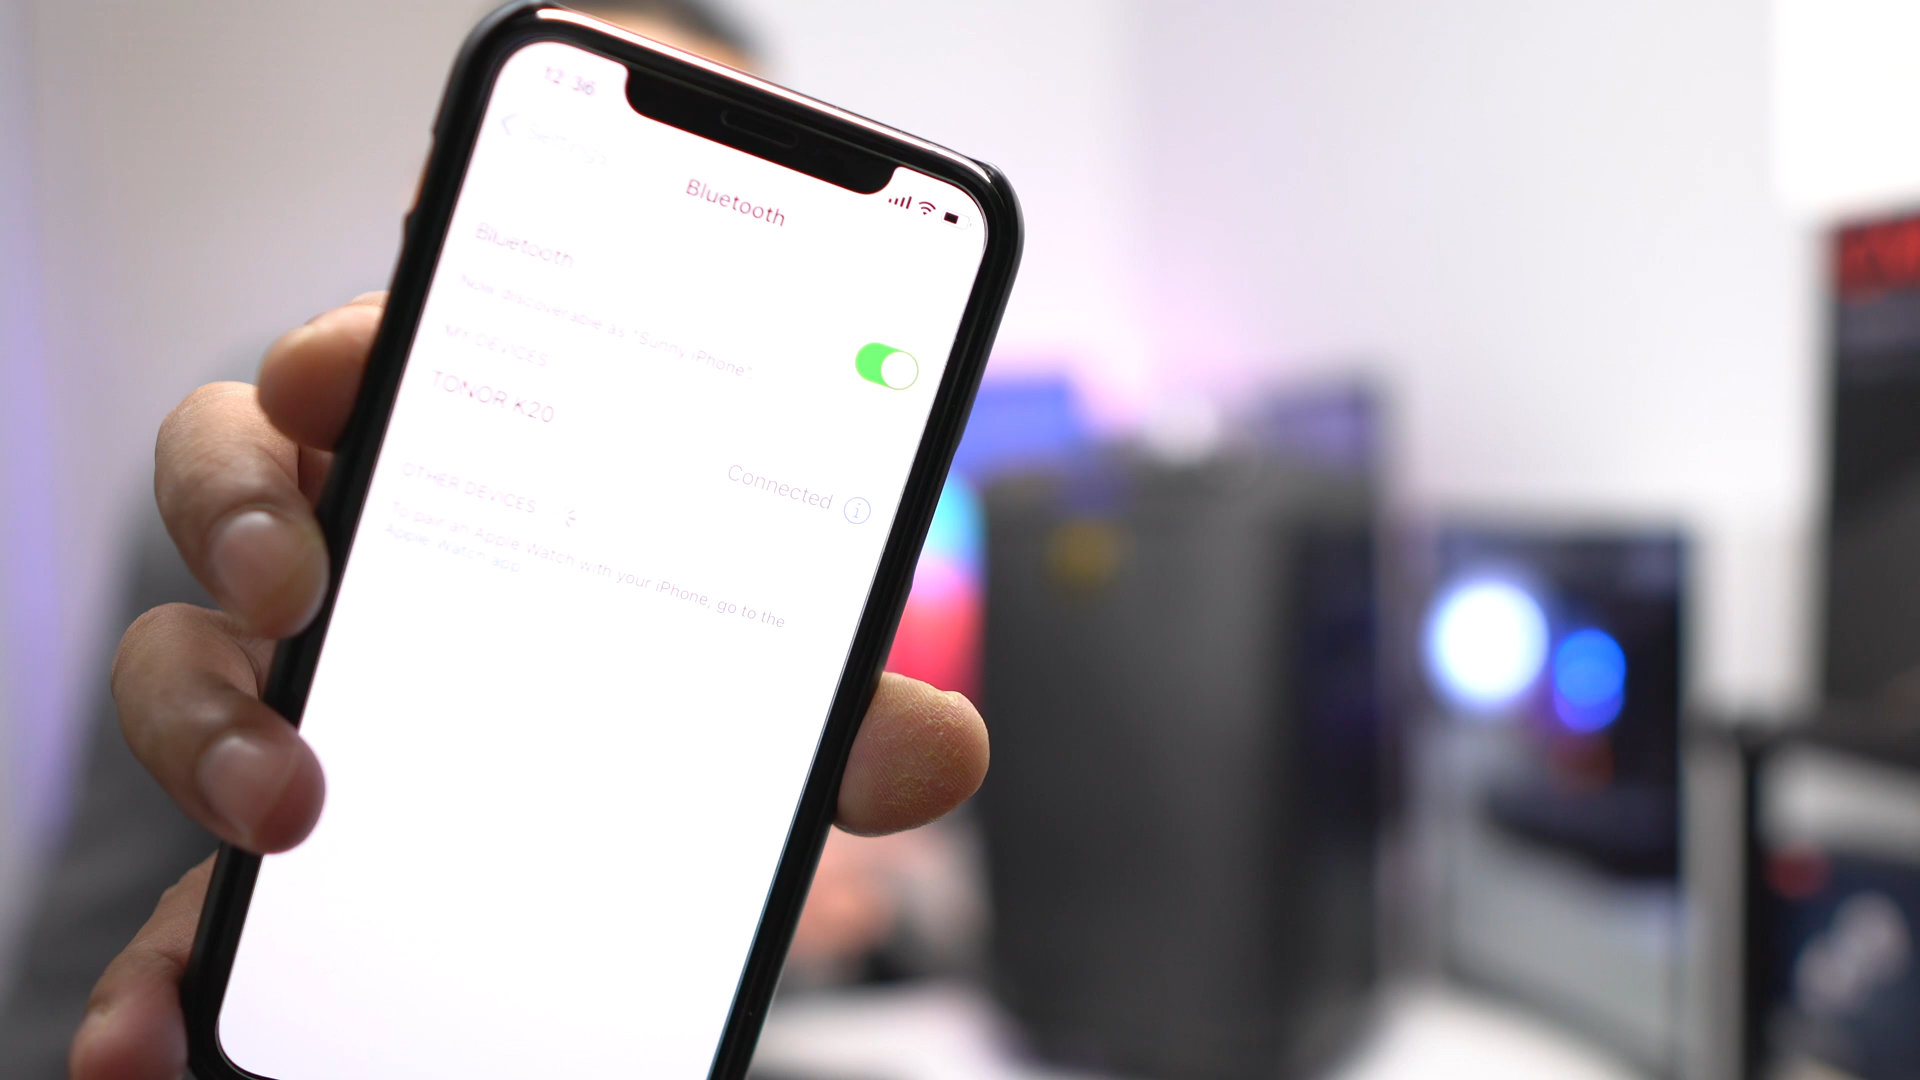 12:36
Settings
Bluetooth
Bluetooth
Now discoverable as "Sunny iPhone"
MY DEVICES
TONOR K20
Connected
OTHER DEVICES
To pair an Apple Watch with your iPhone, go to the
Apple Watch app